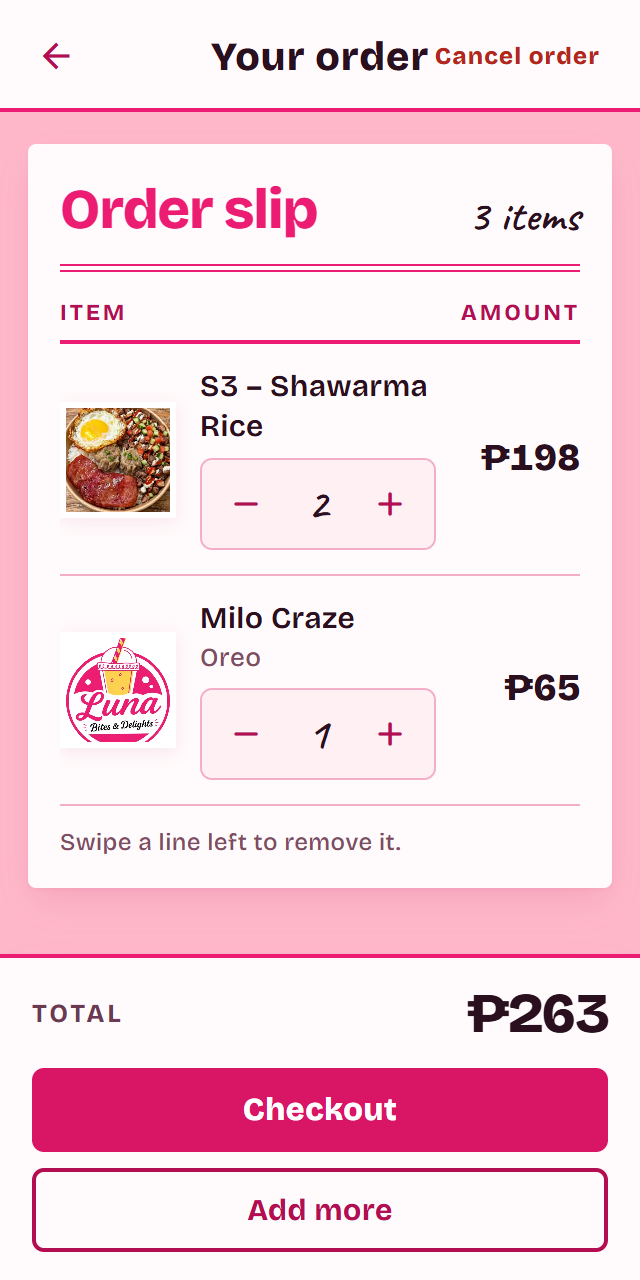 Your order
Cancel order
Order slip
3 items
ITEM
AMOUNT
S3 – Shawarma
Rice
₱198
− 2 +
Milo Craze
Oreo
₱65
Luna
Bites & Delights
− 1 +
Swipe a line left to remove it.
TOTAL
₱263
Checkout
Add more